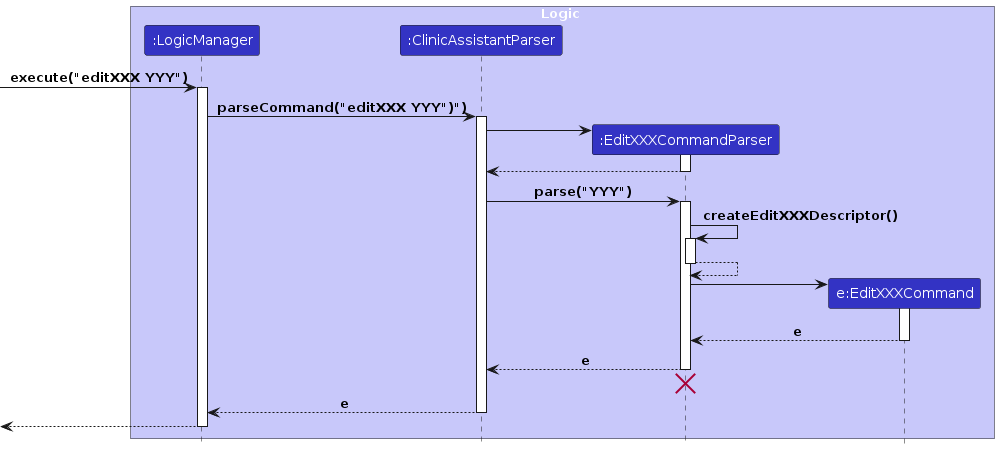 Logic
:LogicManager
:ClinicAssistantParser
execute("editXXX YYY")
parseCommand("editXXX YYY")")
:EditXXXCommandParser
parse("YYY")
createEditXXXDescriptor()
e:EditXXXCommand
e
e
e